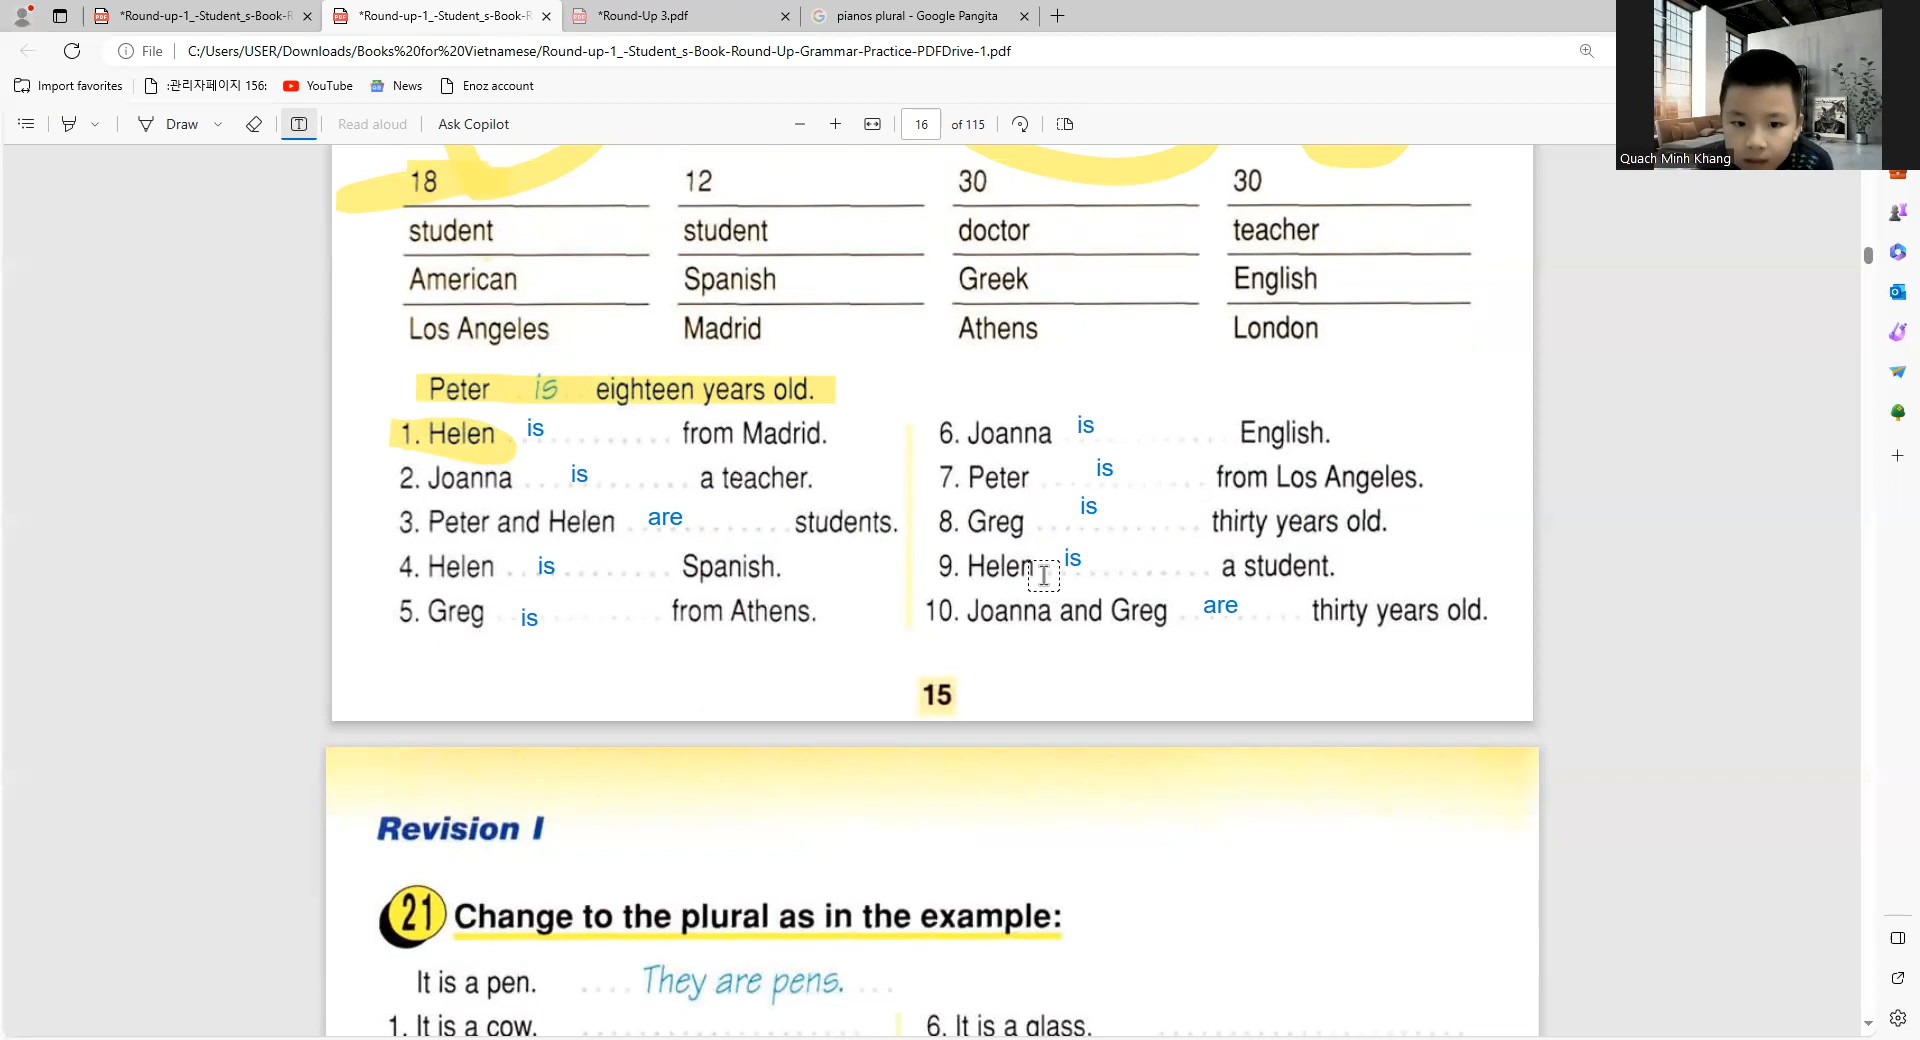 *Round-up-1_-Student_s-Book-R
*Round-up-1_-Student_s-Book-R
*Round-Up 3.pdf
pianos plural - Google Pangita
File
C:/Users/USER/Downloads/Books%20for%20Vietnamese/Round-up-1_-Student_s-Book-Round-Up-Grammar-Practice-PDFDrive-1.pdf
Import favorites
:관리자페이지 156:
YouTube
News
Enoz account
Draw
Read aloud
Ask Copilot
16 of 115
Quach Minh Khang
18 12 30 30
student student doctor teacher
American Spanish Greek English
Los Angeles Madrid Athens London
Peter is eighteen years old.
1. Helen is from Madrid.
2. Joanna is a teacher.
3. Peter and Helen are students.
4. Helen is Spanish.
5. Greg is from Athens.
6. Joanna is English.
7. Peter is from Los Angeles.
8. Greg is thirty years old.
9. Helen is a student.
10. Joanna and Greg are thirty years old.
15
Revision I
21 Change to the plural as in the example:
It is a pen. They are pens.
1. It is a cow.
6. It is a glass.